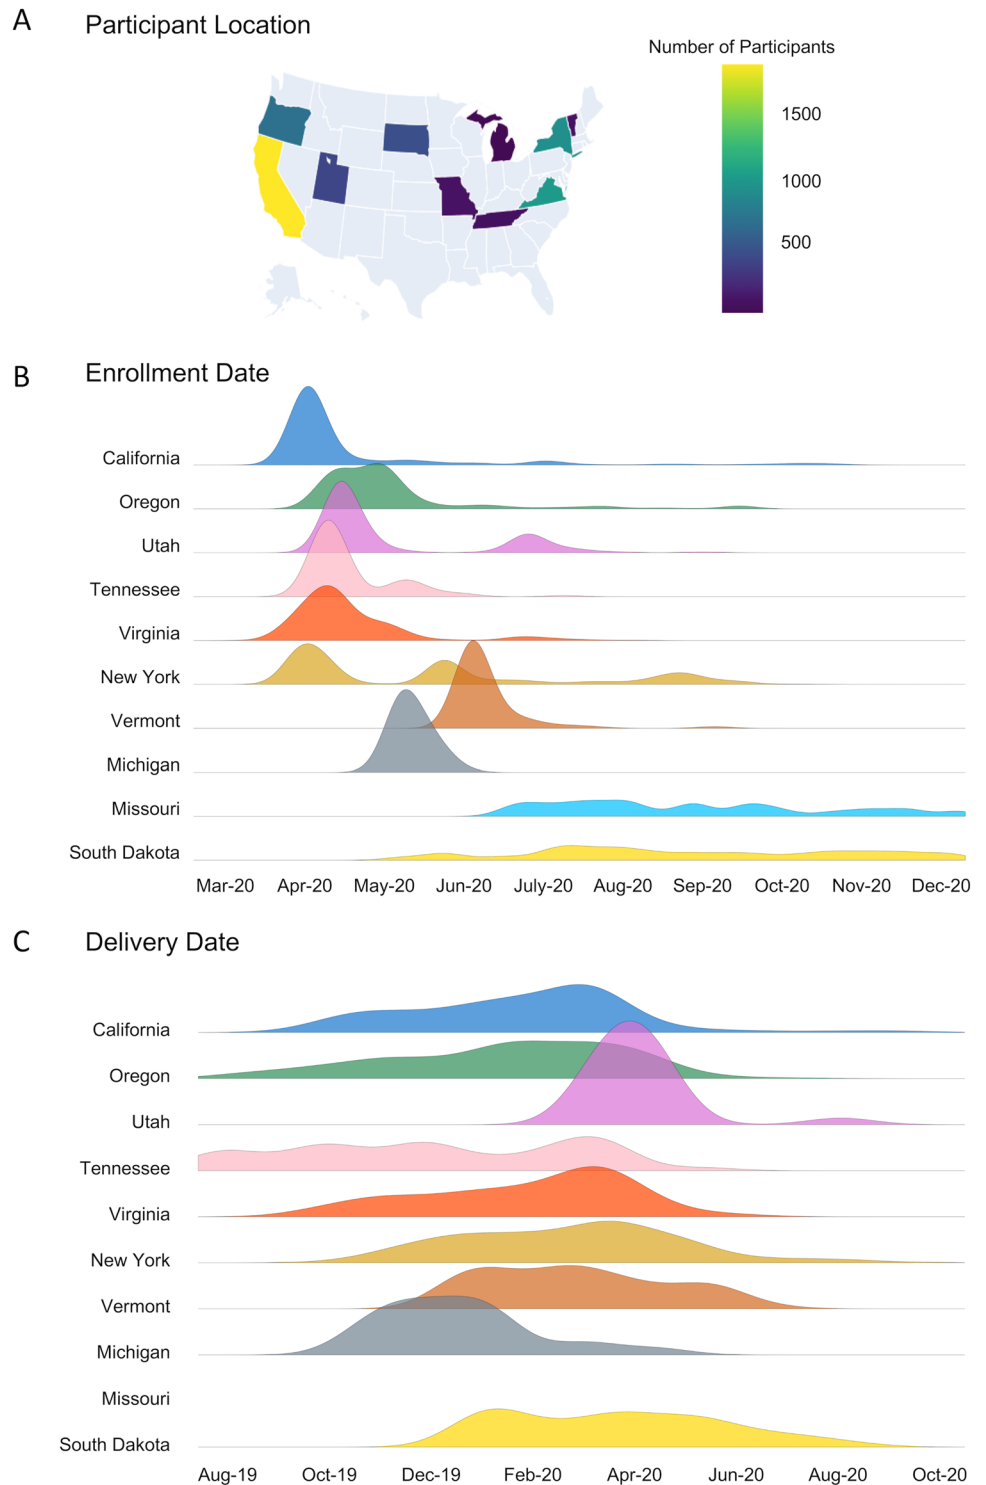 A
Participant Location
Number of Participants
1500
1000
500
B
Enrollment Date
California
Oregon
Utah
Tennessee
Virginia
New York
Vermont
Michigan
Missouri
South Dakota
Mar-20 Apr-20 May-20 Jun-20 July-20 Aug-20 Sep-20 Oct-20 Nov-20 Dec-20
C
Delivery Date
California
Oregon
Utah
Tennessee
Virginia
New York
Vermont
Michigan
Missouri
South Dakota
Aug-19 Oct-19 Dec-19 Feb-20 Apr-20 Jun-20 Aug-20 Oct-20